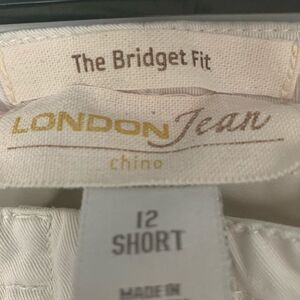 The Bridget Fit
LONDON Jean
chino
12
SHORT
MADE IN